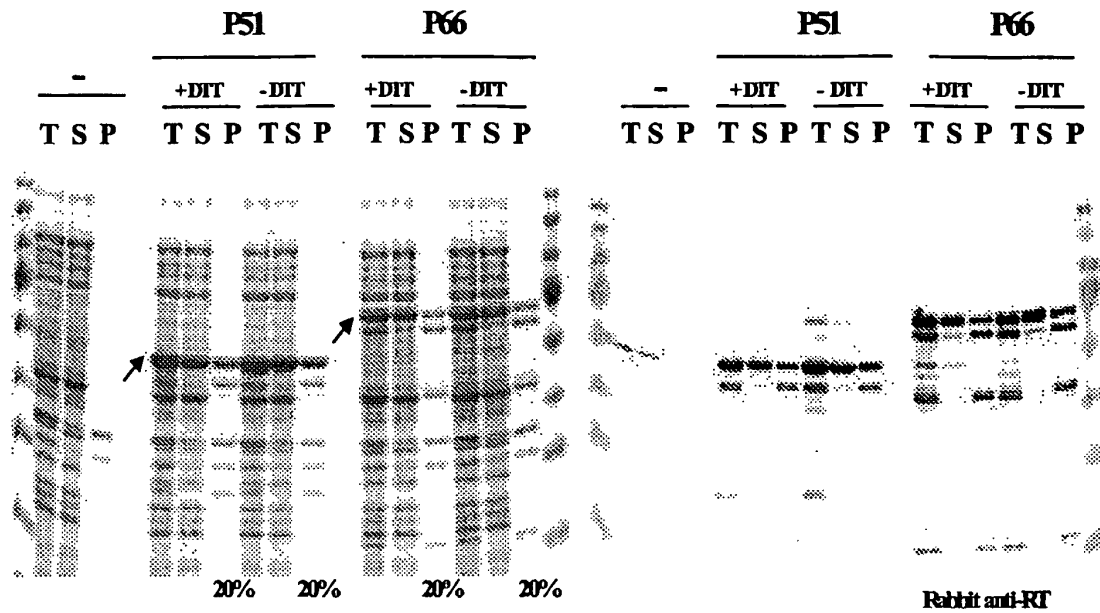 P51 P66 P51 P66
- +DTT -DTT +DTT -DTT - +DTT -DTT +DTT -DTT
T S P T S P T S P T S P T S P T S P T S P T S P T S P T S P
20% 20% 20% 20% Rabbit anti-RT